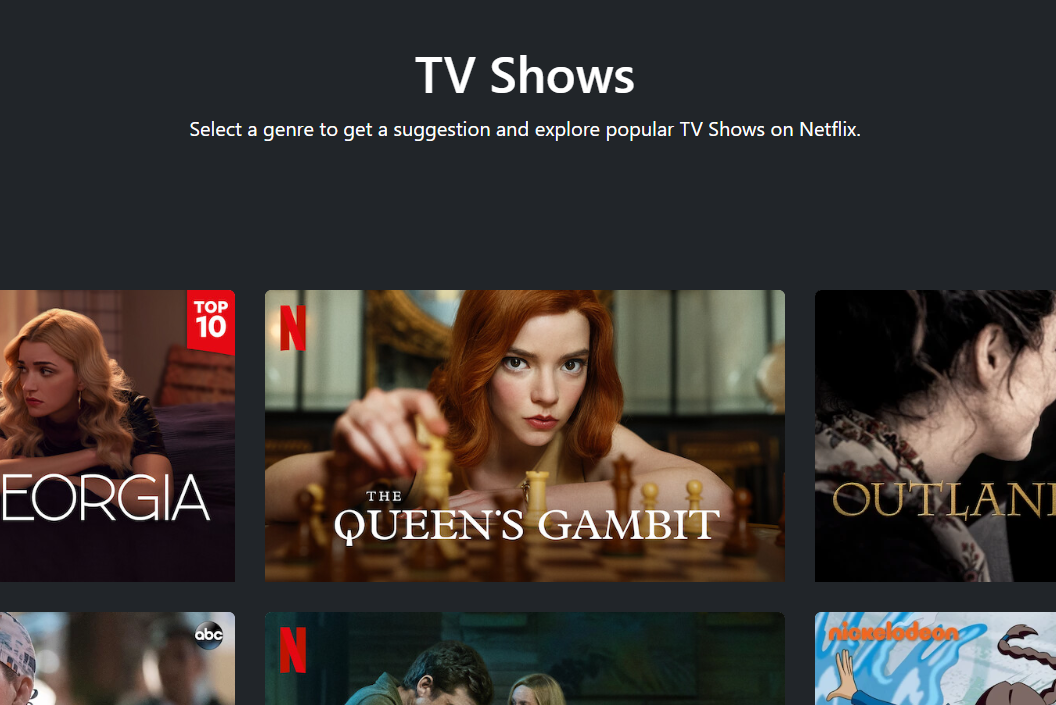 TV Shows
Select a genre to get a suggestion and explore popular TV Shows on Netflix.
TOP
10
EORGIA
N
THE
QUEEN'S GAMBIT
OUTLAN
abc
N
nickelodeon